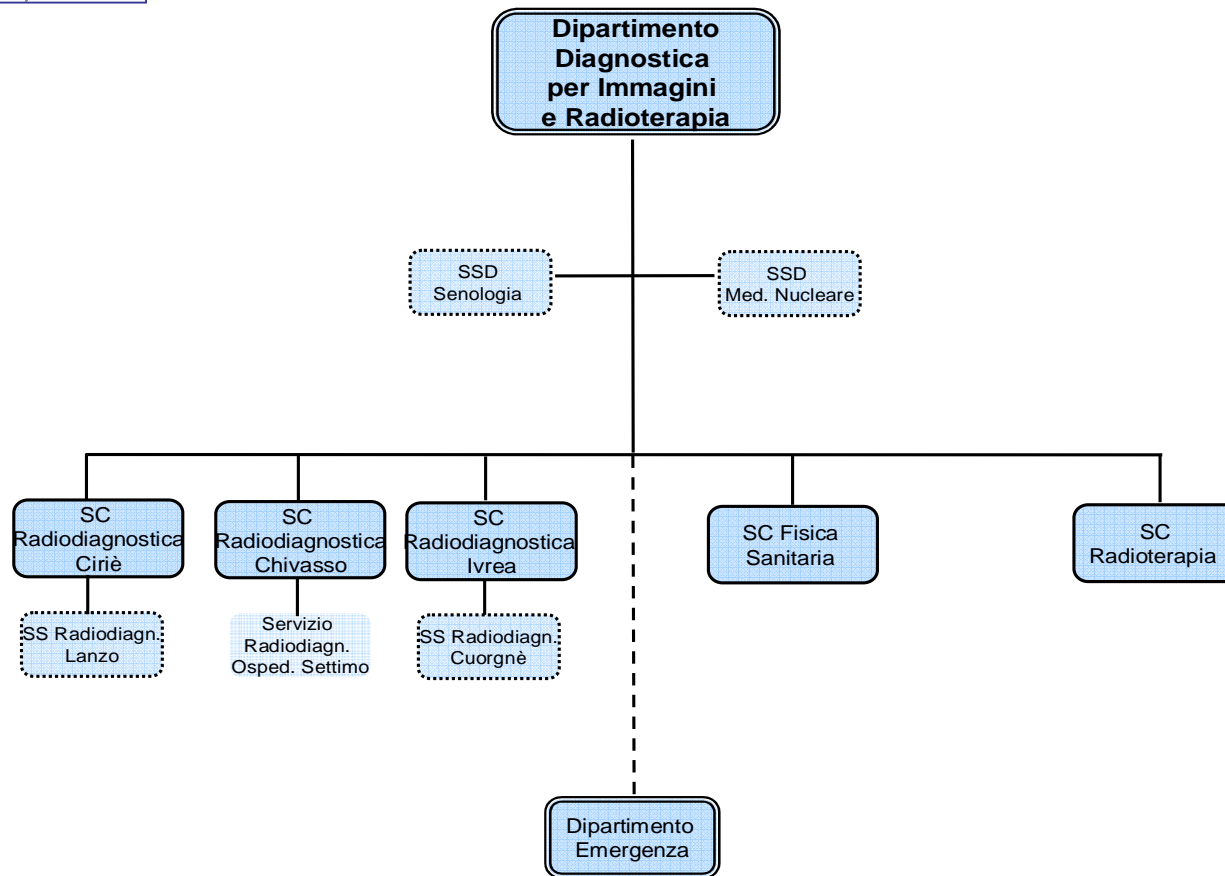 Dipartimento
Diagnostica
per Immagini
e Radioterapia
SSD
Senologia
SSD
Med. Nucleare
SC
Radiodiagnostica
Ciriè
SC
Radiodiagnostica
Chivasso
SC
Radiodiagnostica
Ivrea
SC Fisica
Sanitaria
SC
Radioterapia
SS Radiodiagn.
Lanzo
Servizio
Radiodiagn.
Osped. Settimo
SS Radiodiagn.
Cuorgnè
Dipartimento
Emergenza